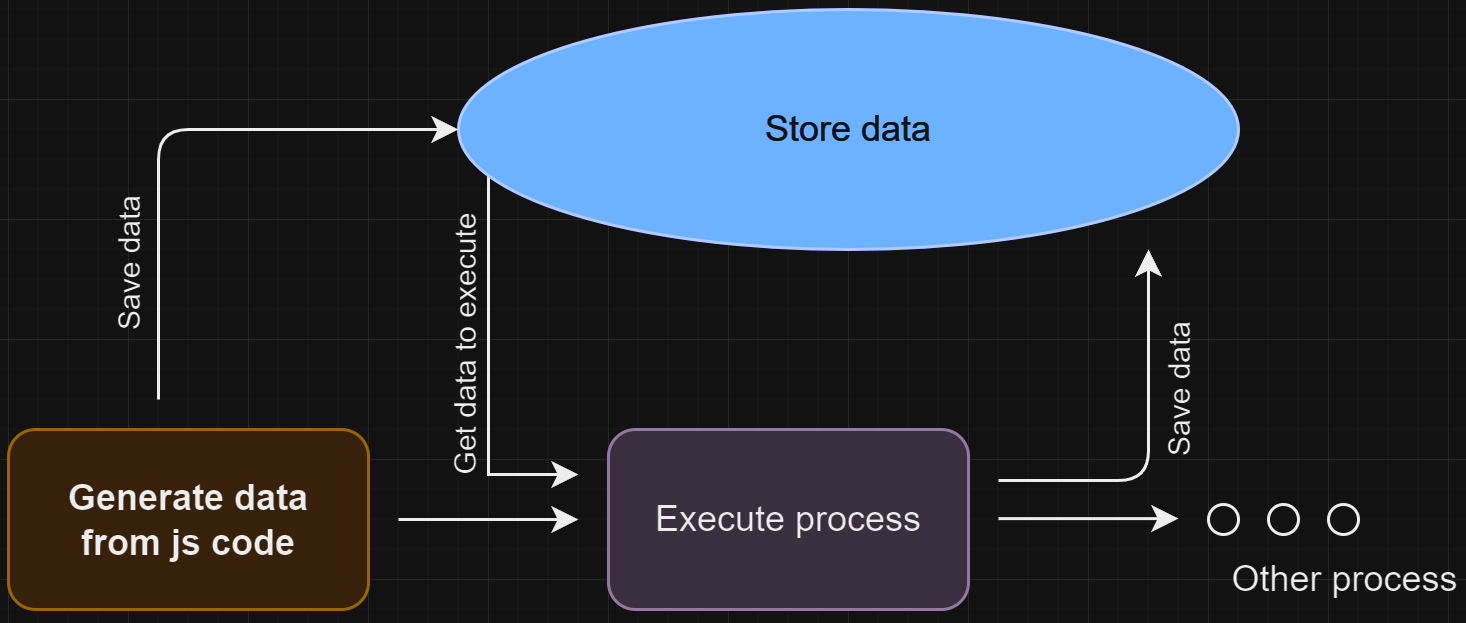 Store data
Save data
Get data to execute
Save data
Generate data
from js code
Execute process
Other process